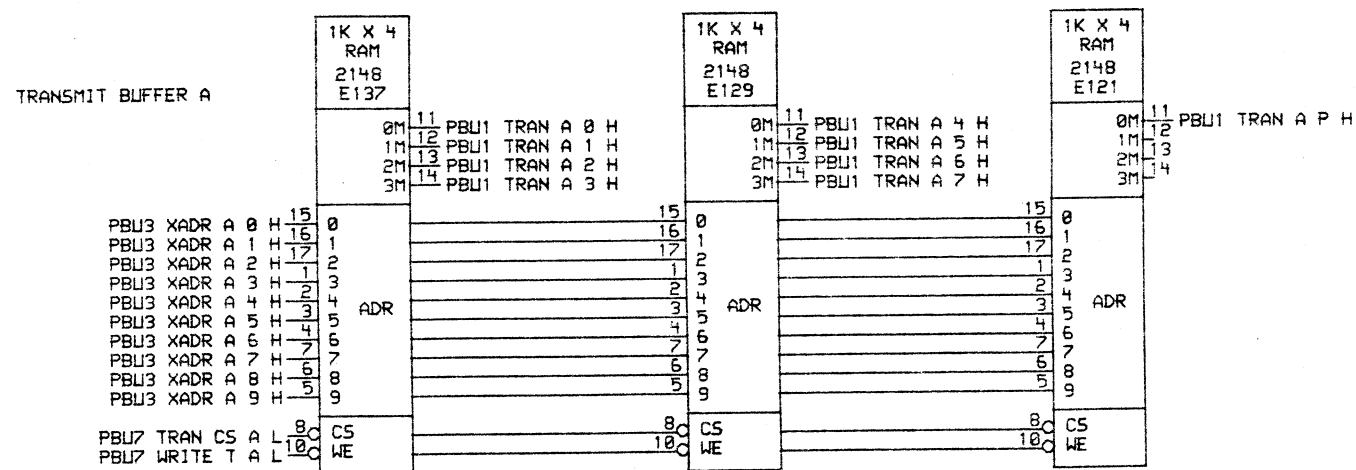 TRANSMIT BUFFER A
1K X 4
RAM
2148
E137
0M 11 PBU1 TRAN A 0 H
1M 12 PBU1 TRAN A 1 H
2M 13 PBU1 TRAN A 2 H
3M 14 PBU1 TRAN A 3 H
PBU3 XADR A 0 H 15 0
PBU3 XADR A 1 H 16 1
PBU3 XADR A 2 H 17 2
PBU3 XADR A 3 H 1 3
PBU3 XADR A 4 H 2 4
PBU3 XADR A 5 H 3 5
PBU3 XADR A 6 H 4 6
PBU3 XADR A 7 H 7 7
PBU3 XADR A 8 H 6 8
PBU3 XADR A 9 H 5 9
ADR
PBU7 TRAN CS A L 8 CS
PBU7 WRITE T A L 10 WE
1K X 4
RAM
2148
E129
0M 11 PBU1 TRAN A 4 H
1M 12 PBU1 TRAN A 5 H
2M 13 PBU1 TRAN A 6 H
3M 14 PBU1 TRAN A 7 H
15 0
16 1
17 2
1 3
2 4
3 5
4 6
7 7
6 8
5 9
ADR
8 CS
10 WE
1K X 4
RAM
2148
E121
0M 11 PBU1 TRAN A P H
1M 12
2M 13
3M 14
15 0
16 1
17 2
1 3
2 4
3 5
4 6
7 7
6 8
5 9
ADR
8 CS
10 WE